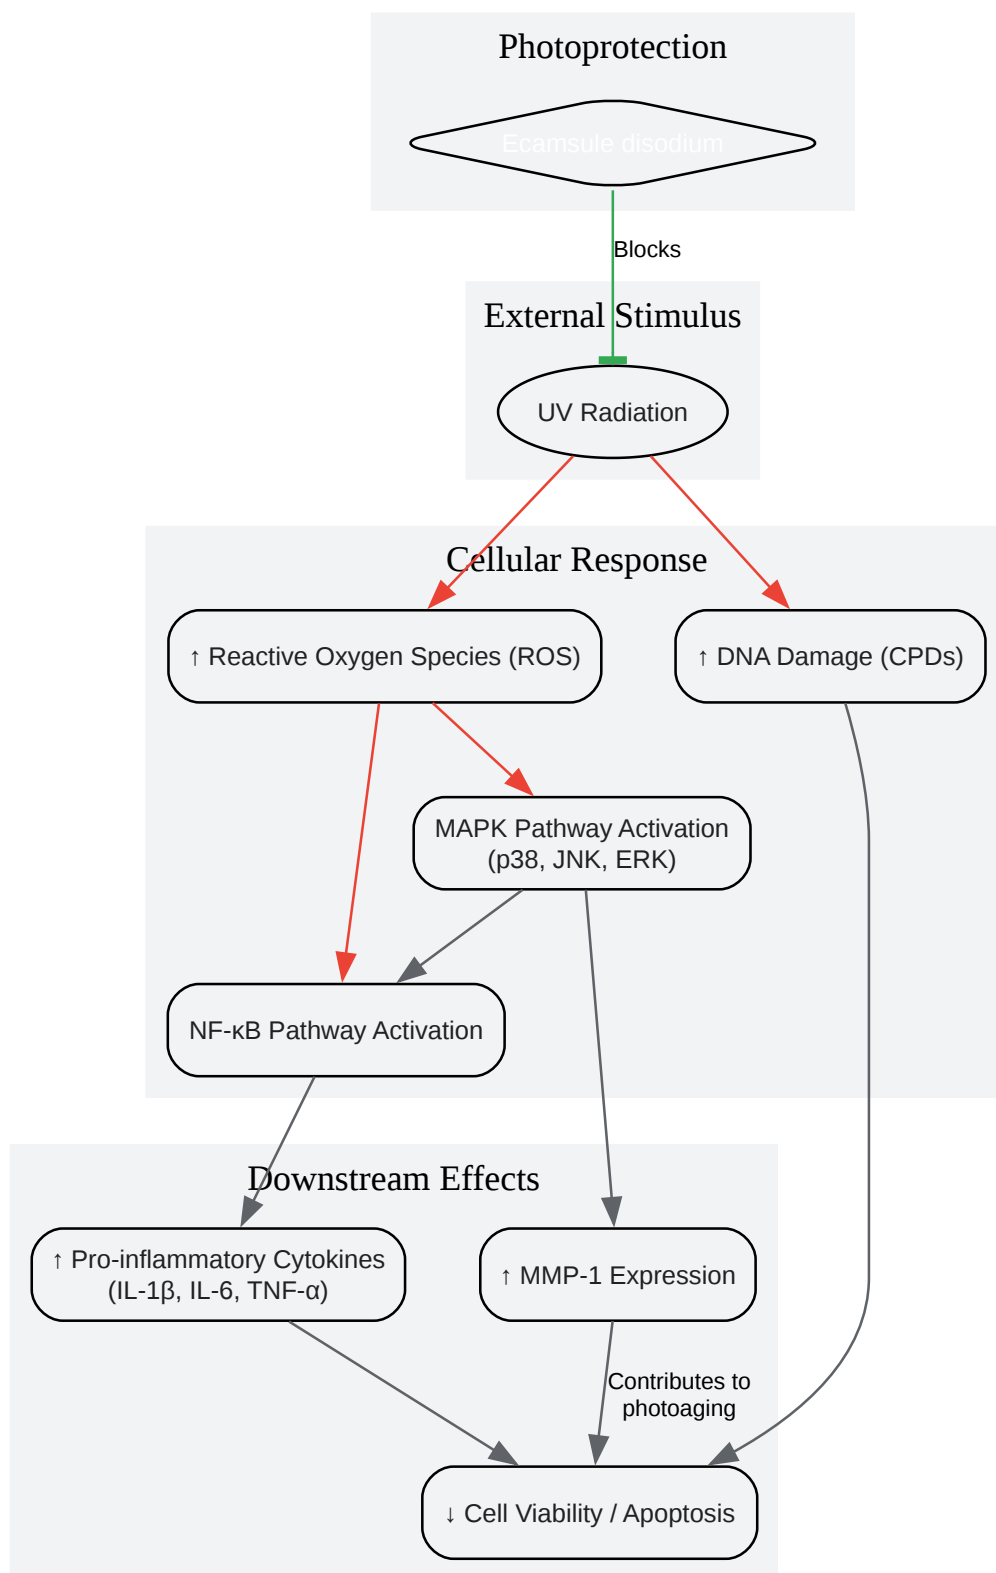 Photoprotection
Ecamsule disodium
Blocks
External Stimulus
UV Radiation
Cellular Response
↑ Reactive Oxygen Species (ROS)
↑ DNA Damage (CPDs)
MAPK Pathway Activation
(p38, JNK, ERK)
NF-κB Pathway Activation
Downstream Effects
↑ Pro-inflammatory Cytokines
(IL-1β, IL-6, TNF-α)
↑ MMP-1 Expression
Contributes to
photoaging
↓ Cell Viability / Apoptosis